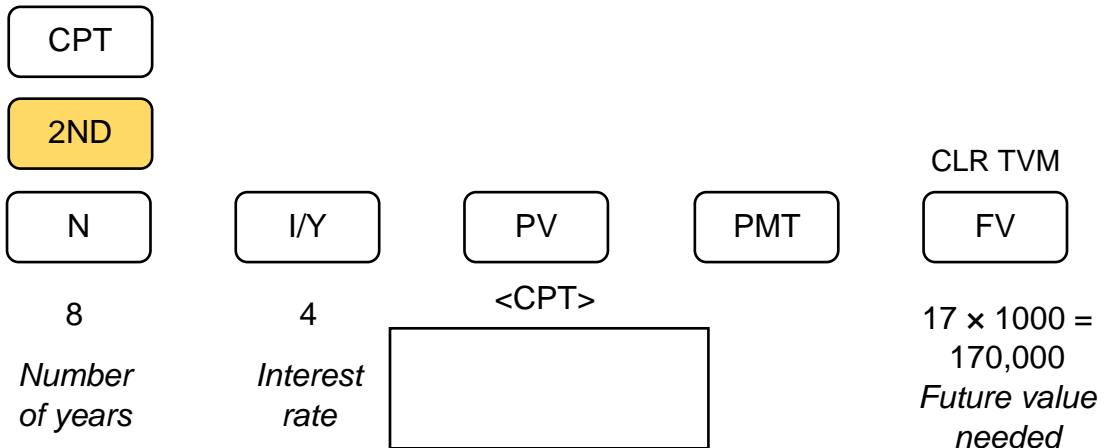 CPT
2ND
CLR TVM
N
I/Y
PV
PMT
FV
8
4
<CPT>
17 × 1000 =
170,000
Number
of years
Interest
rate
Future value
needed